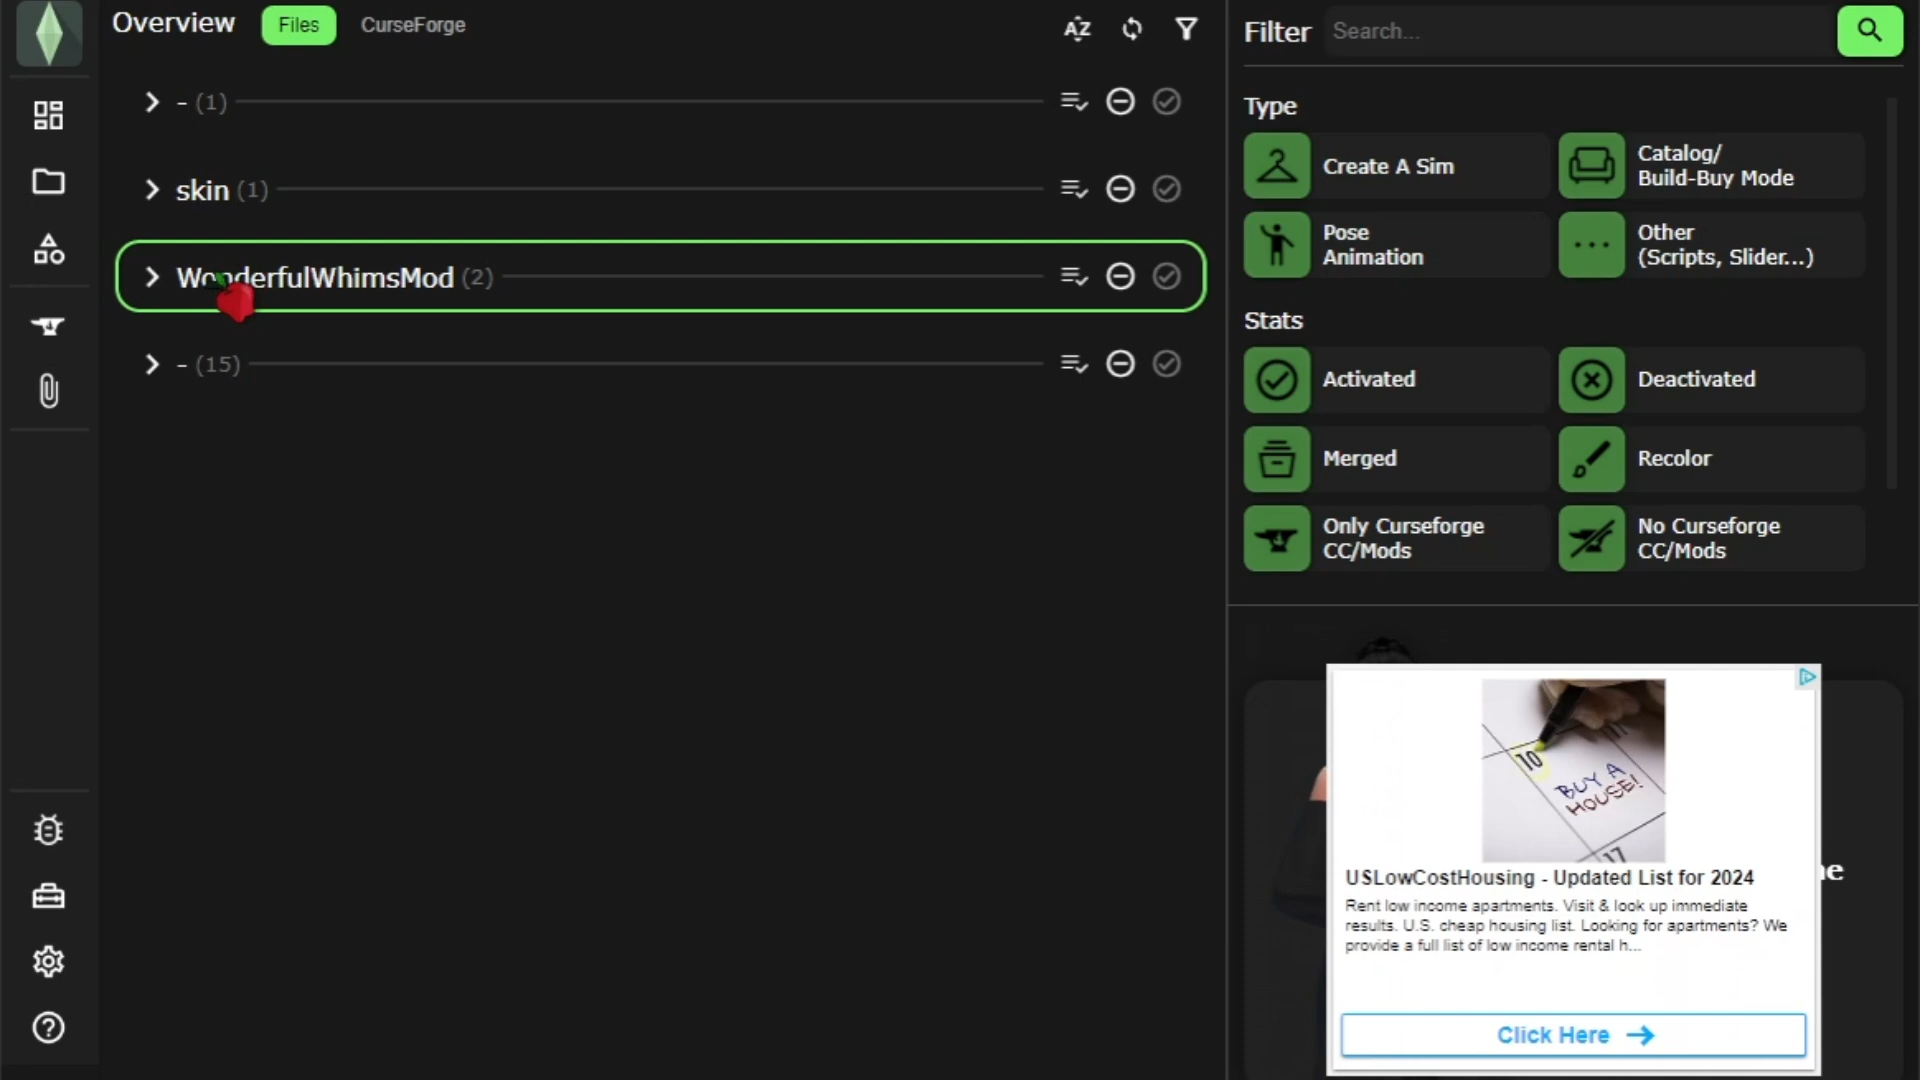 Overview
Files
CurseForge
AZ
- (1)
skin (1)
WonderfulWhimsMod (2)
- (15)
Filter
Search...
Type
Create A Sim
Catalog/
Build-Buy Mode
Pose
Animation
Other
(Scripts, Slider...)
Stats
Activated
Deactivated
Merged
Recolor
Only Curseforge
CC/Mods
No Curseforge
CC/Mods
10
BUY A
HOUSE!
17
USLowCostHousing - Updated List for 2024
Rent low income apartments. Visit & look up immediate
results. U.S. cheap housing list. Looking for apartments? We
provide a full list of low income rental h...
Click Here